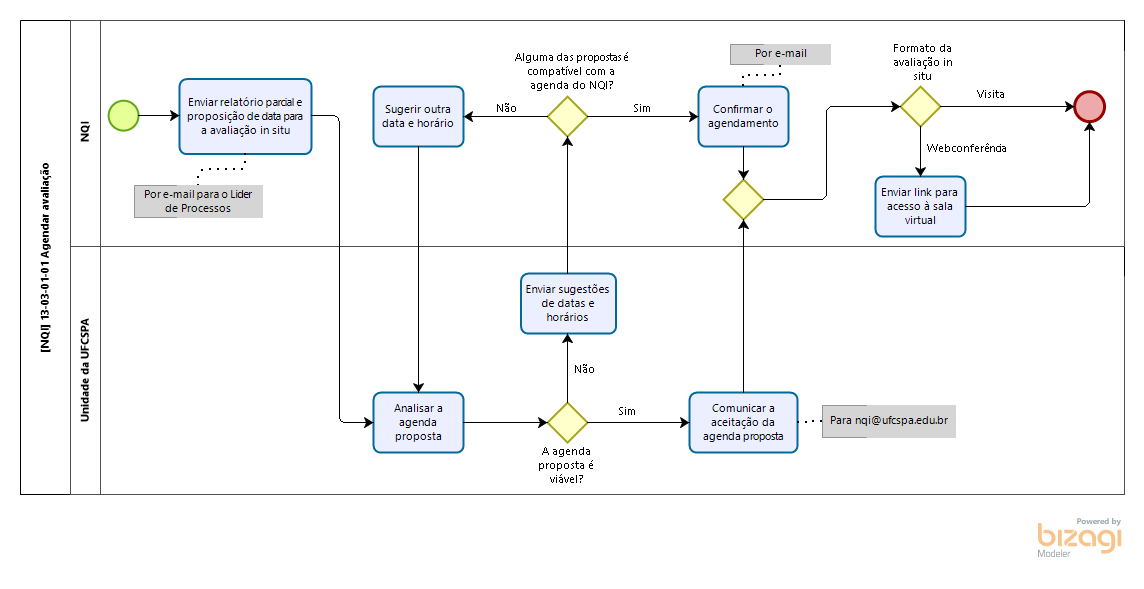 [NQI] 13-03-01-01 Agendar avaliação
NQI
Enviar relatório parcial e
proposição de data para
a avaliação in situ
Por e-mail para o Líder
de Processos
Sugerir outra
data e horário
Não
Alguma das propostas é
compatível com a
agenda do NQI?
Sim
Por e-mail
Confirmar o
agendamento
Formato da
avaliação in
situ
Visita
Webconferência
Enviar link para
acesso à sala
virtual
Unidade da UFCSPA
Enviar sugestões
de datas e
horários
Não
Analisar a
agenda
proposta
A agenda
proposta é
viável?
Sim
Comunicar a
aceitação da
agenda proposta
Para nqi@ufcspa.edu.br
Powered by
bizagi
Modeler